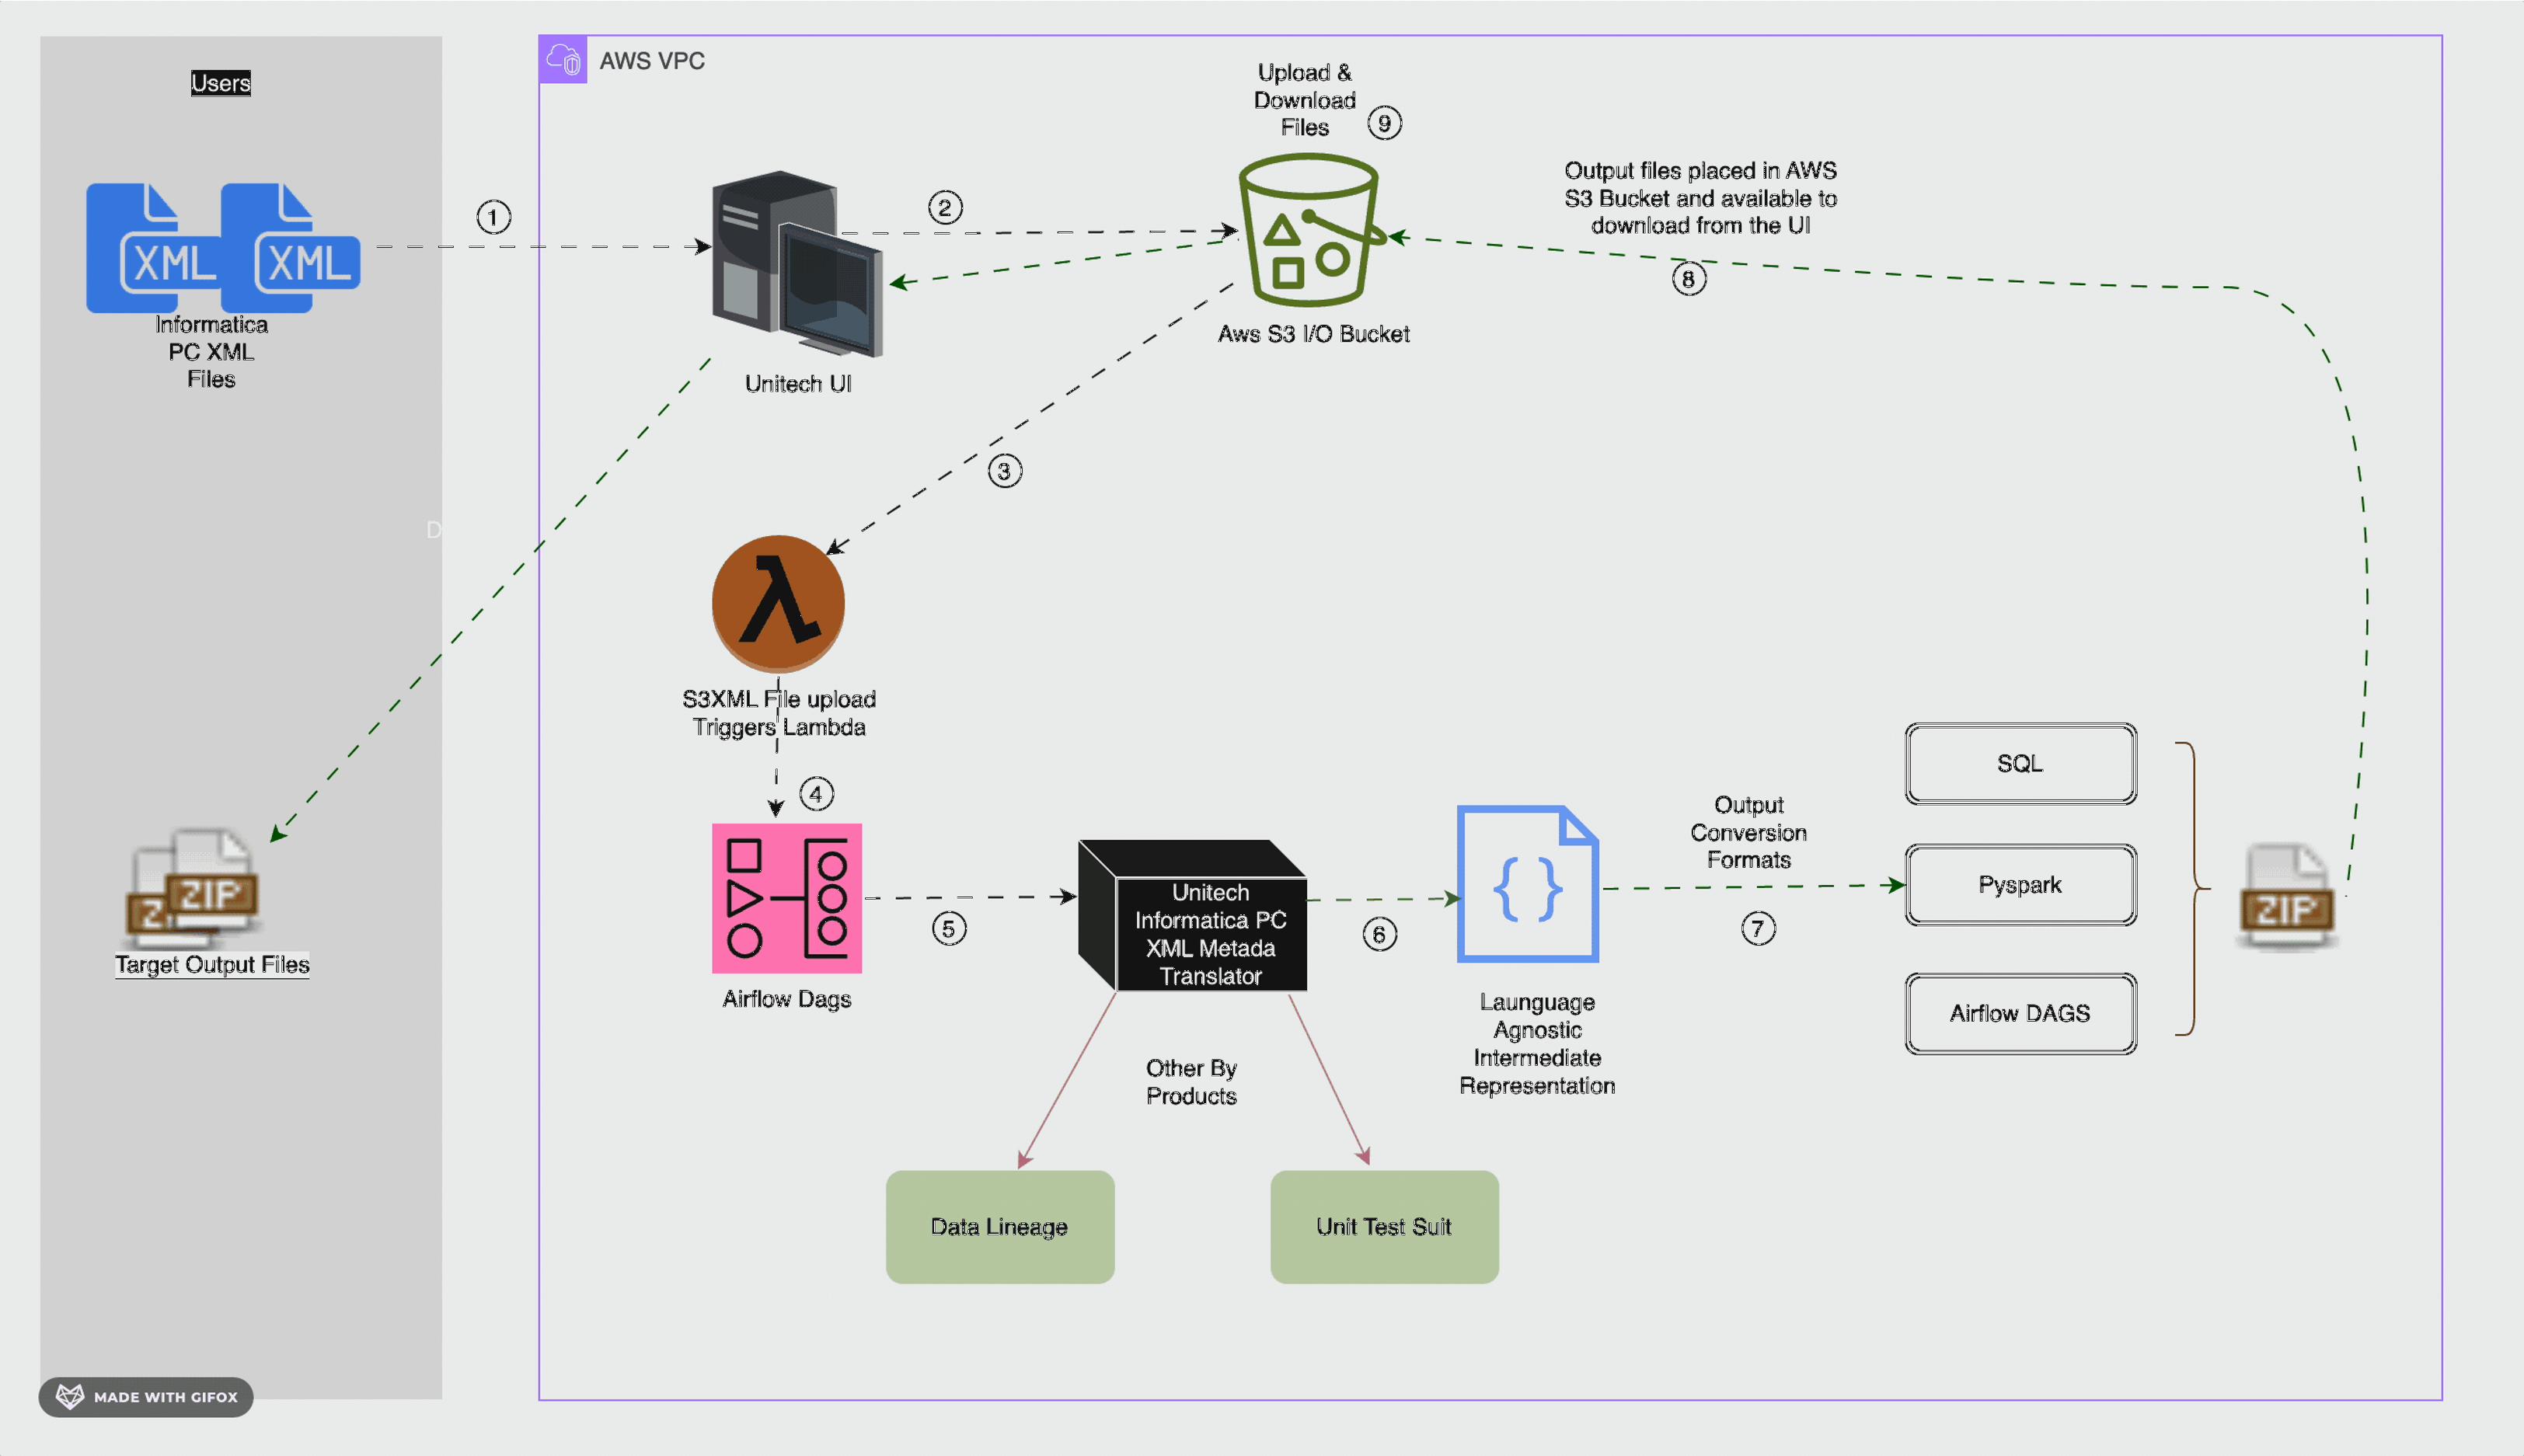 Users
XML
XML
Informatica
PC XML
Files
1
AWS VPC
Unitech UI
2
Upload &
Download
Files
9
Aws S3 I/O Bucket
Output files placed in AWS
S3 Bucket and available to
download from the UI
8
3
D
S3XML File upload
Triggers Lambda
4
Airflow Dags
5
Unitech
Informatica PC
XML Metada
Translator
6
Launguage
Agnostic
Intermediate
Representation
Output
Conversion
Formats
7
SQL
Pyspark
Airflow DAGS
ZIP
Other By
Products
Data Lineage
Unit Test Suit
Z
ZIP
Target Output Files
MADE WITH GIFOX